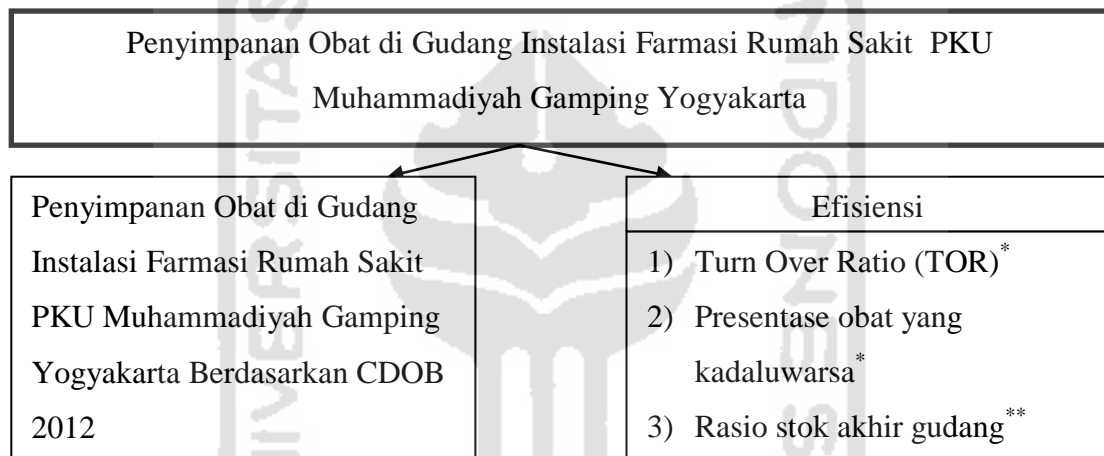 Penyimpanan Obat di Gudang Instalasi Farmasi Rumah Sakit PKU
Muhammadiyah Gamping Yogyakarta
Penyimpanan Obat di Gudang
Instalasi Farmasi Rumah Sakit
PKU Muhammadiyah Gamping
Yogyakarta Berdasarkan CDOB
2012
Efisiensi
1) Turn Over Ratio (TOR)*
2) Presentase obat yang
kadaluwarsa*
3) Rasio stok akhir gudang**